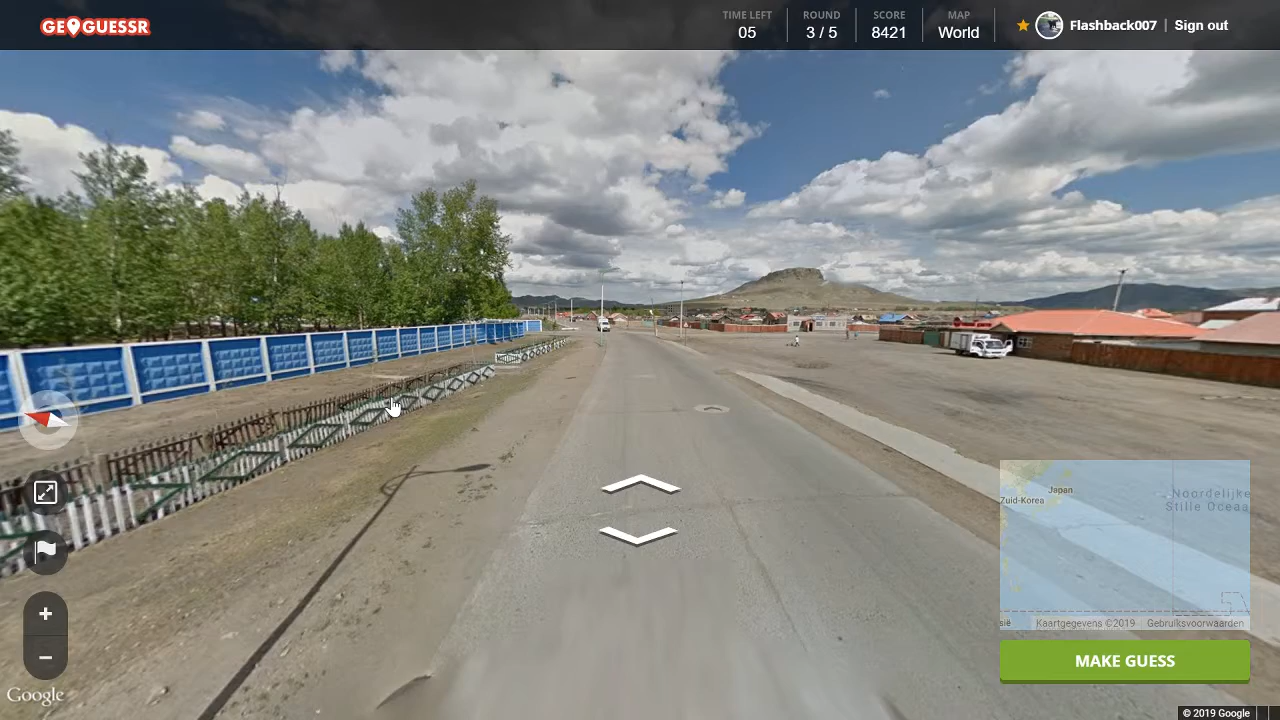 GEOGUESSR
TIME LEFT
05
ROUND
3 / 5
SCORE
8421
MAP
World
Flashback007 | Sign out
Japan
Zuid-Korea
Noordelijke
Stille Oceaa
sië
Kaartgegevens ©2019
Gebruiksvoorwaarden
+
−
MAKE GUESS
Google
© 2019 Google